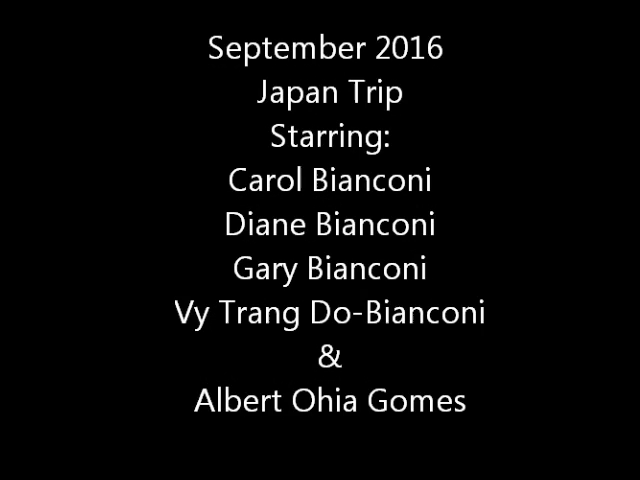 September 2016
Japan Trip
Starring:
Carol Bianconi
Diane Bianconi
Gary Bianconi
Vy Trang Do-Bianconi
&
Albert Ohia Gomes